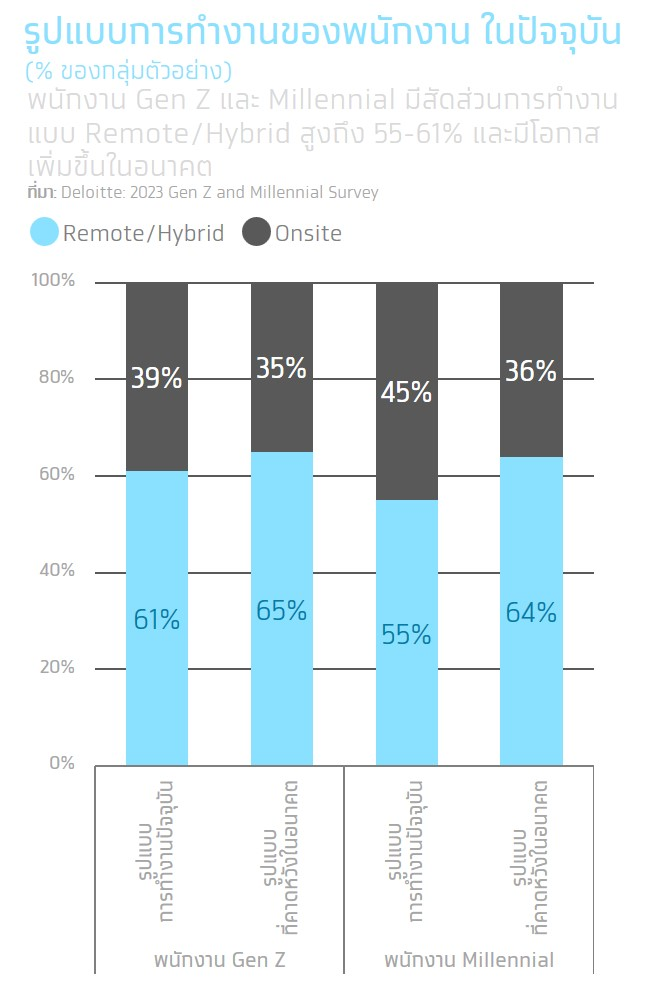 รูปแบบการทำงานของพนักงาน ในปัจจุบัน
(% ของกลุ่มตัวอย่าง)
พนักงาน Gen Z และ Millennial มีสัดส่วนการทำงาน
แบบ Remote/Hybrid สูงถึง 55-61% และมีโอกาส
เพิ่มขึ้นในอนาคต
ที่มา: Deloitte: 2023 Gen Z and Millennial Survey
Remote/Hybrid Onsite
100%
80%
60%
40%
20%
0%
39% 35% 45% 36%
61% 65% 55% 64%
รูปแบบ
การทำงานปัจจุบัน
รูปแบบ
ที่คาดหวังในอนาคต
รูปแบบ
การทำงานปัจจุบัน
รูปแบบ
ที่คาดหวังในอนาคต
พนักงาน Gen Z พนักงาน Millennial